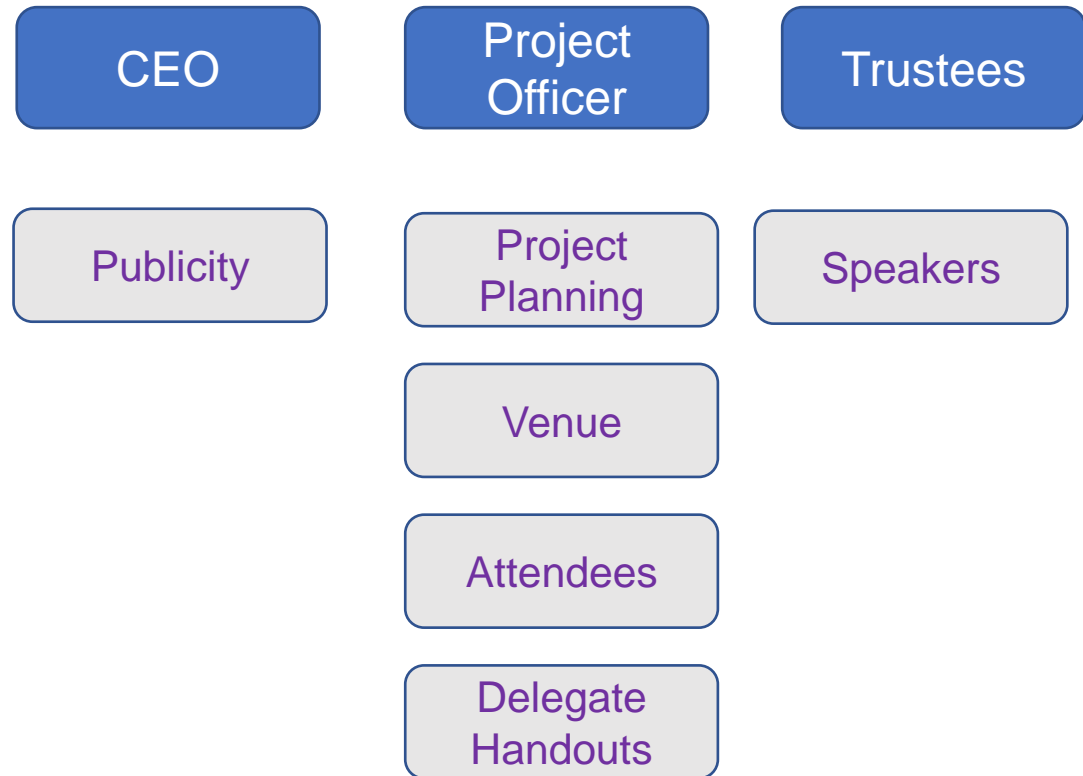 CEO
Project
Officer
Trustees
Publicity
Project
Planning
Speakers
Venue
Attendees
Delegate
Handouts